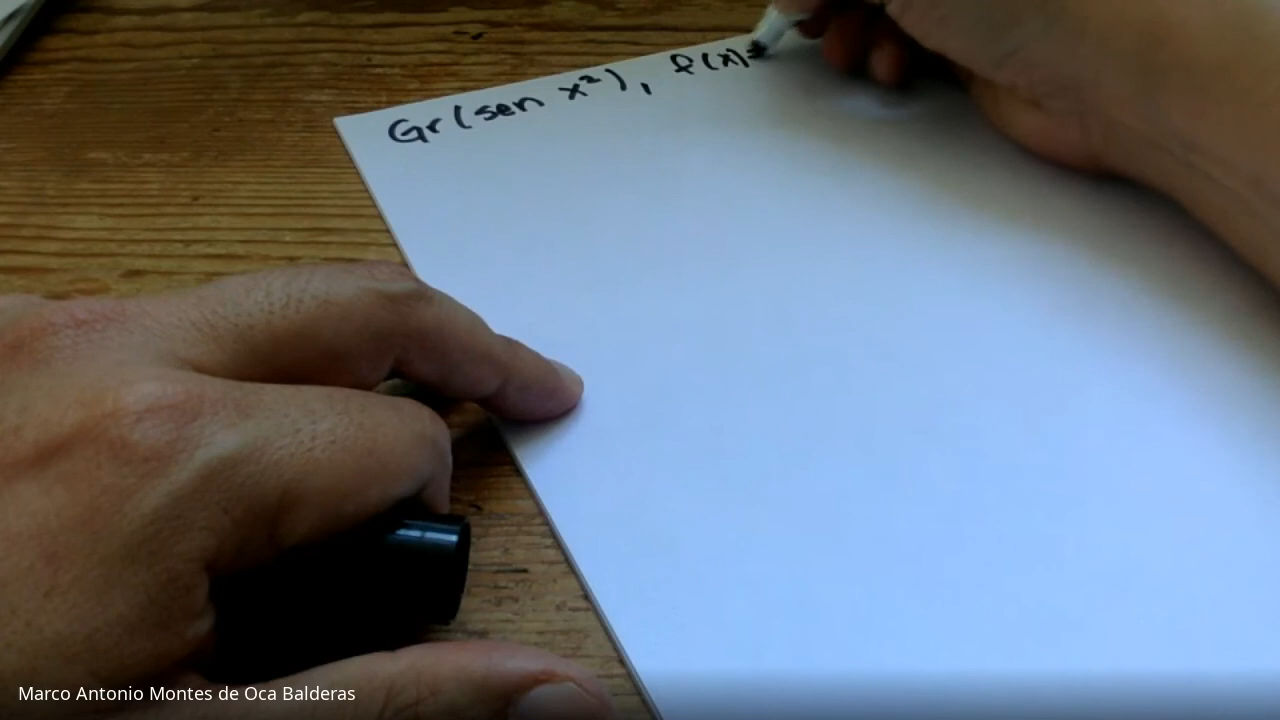 Gr(sen x²), f(x)=
Marco Antonio Montes de Oca Balderas